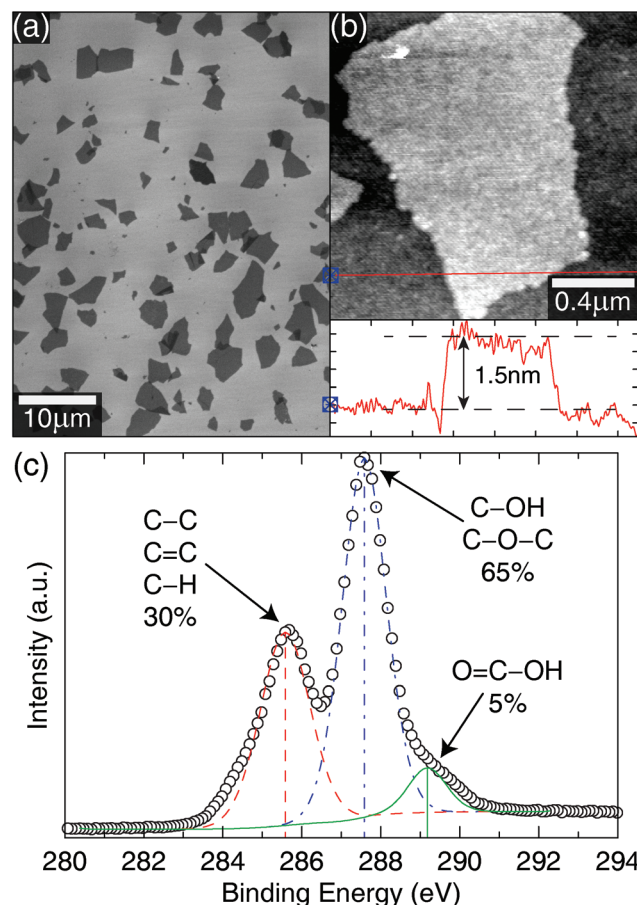 (a)
10μm
(b)
0.4μm
1.5nm
(c)
C–C
C=C
C–H
30%
C–OH
C–O–C
65%
O=C–OH
5%
Intensity (a.u.)
280 282 284 286 288 290 292 294
Binding Energy (eV)